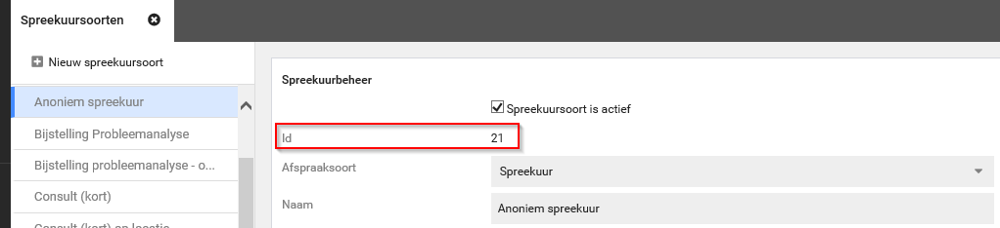 Spreekuursoorten
Nieuw spreekuursoort
Anoniem spreekuur
Bijstelling Probleemanalyse
Bijstelling probleemanalyse - o...
Consult (kort)
Consult (kort) op locatie
Spreekuurbeheer
Spreekuursoort is actief
Id 21
Afspraaksoort Spreekuur
Naam Anoniem spreekuur